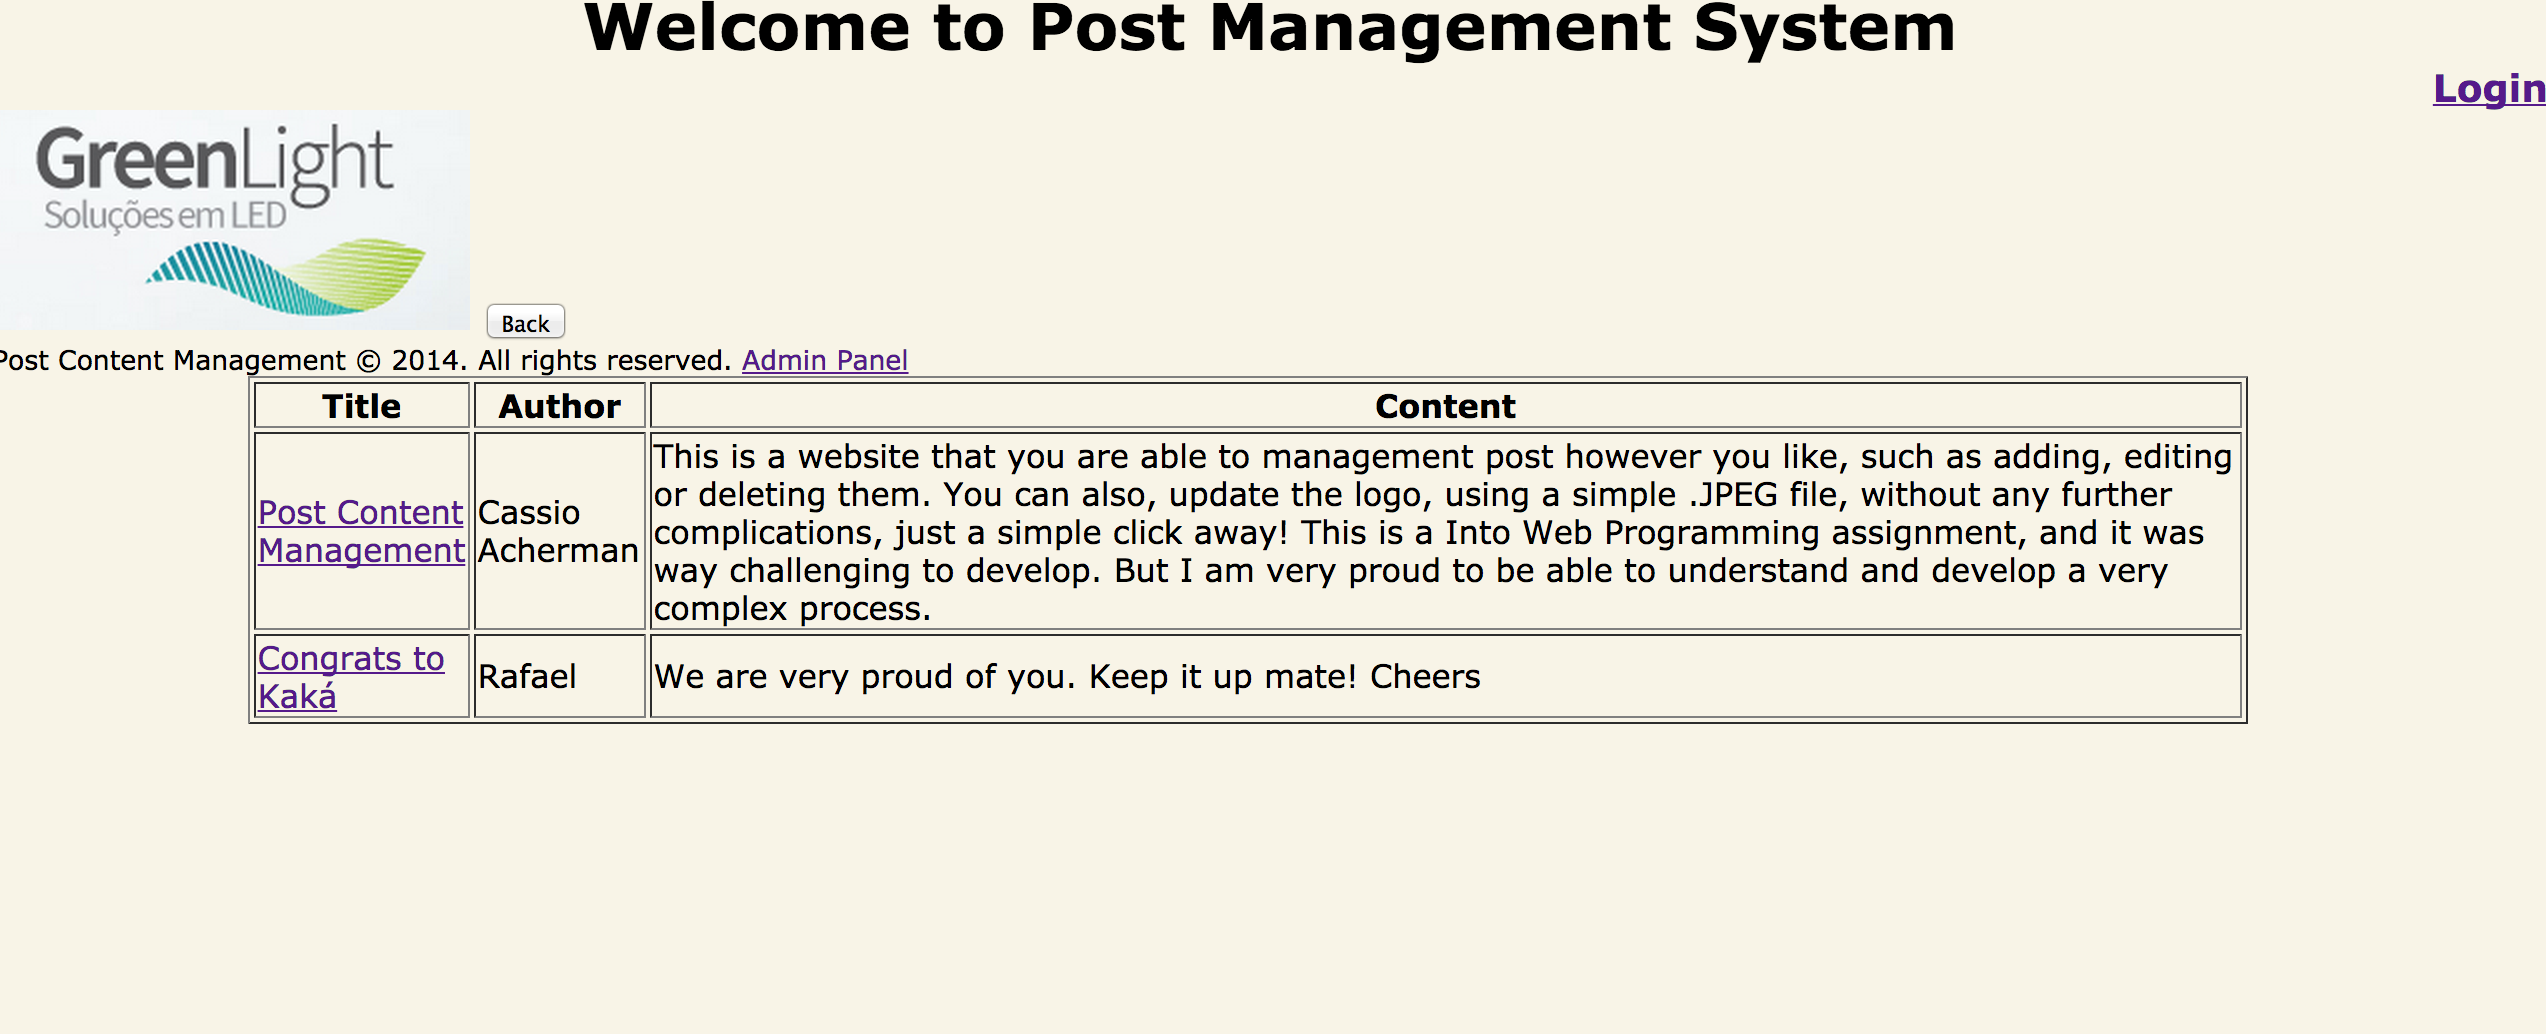 Welcome to Post Management System
Login
GreenLight
Soluções em LED
Back
Post Content Management © 2014. All rights reserved. Admin Panel
Title Author Content
Post Content
Management
Cassio
Acherman
This is a website that you are able to management post however you like, such as adding, editing
or deleting them. You can also, update the logo, using a simple .JPEG file, without any further
complications, just a simple click away! This is a Into Web Programming assignment, and it was
way challenging to develop. But I am very proud to be able to understand and develop a very
complex process.
Congrats to
Kaká
Rafael
We are very proud of you. Keep it up mate! Cheers